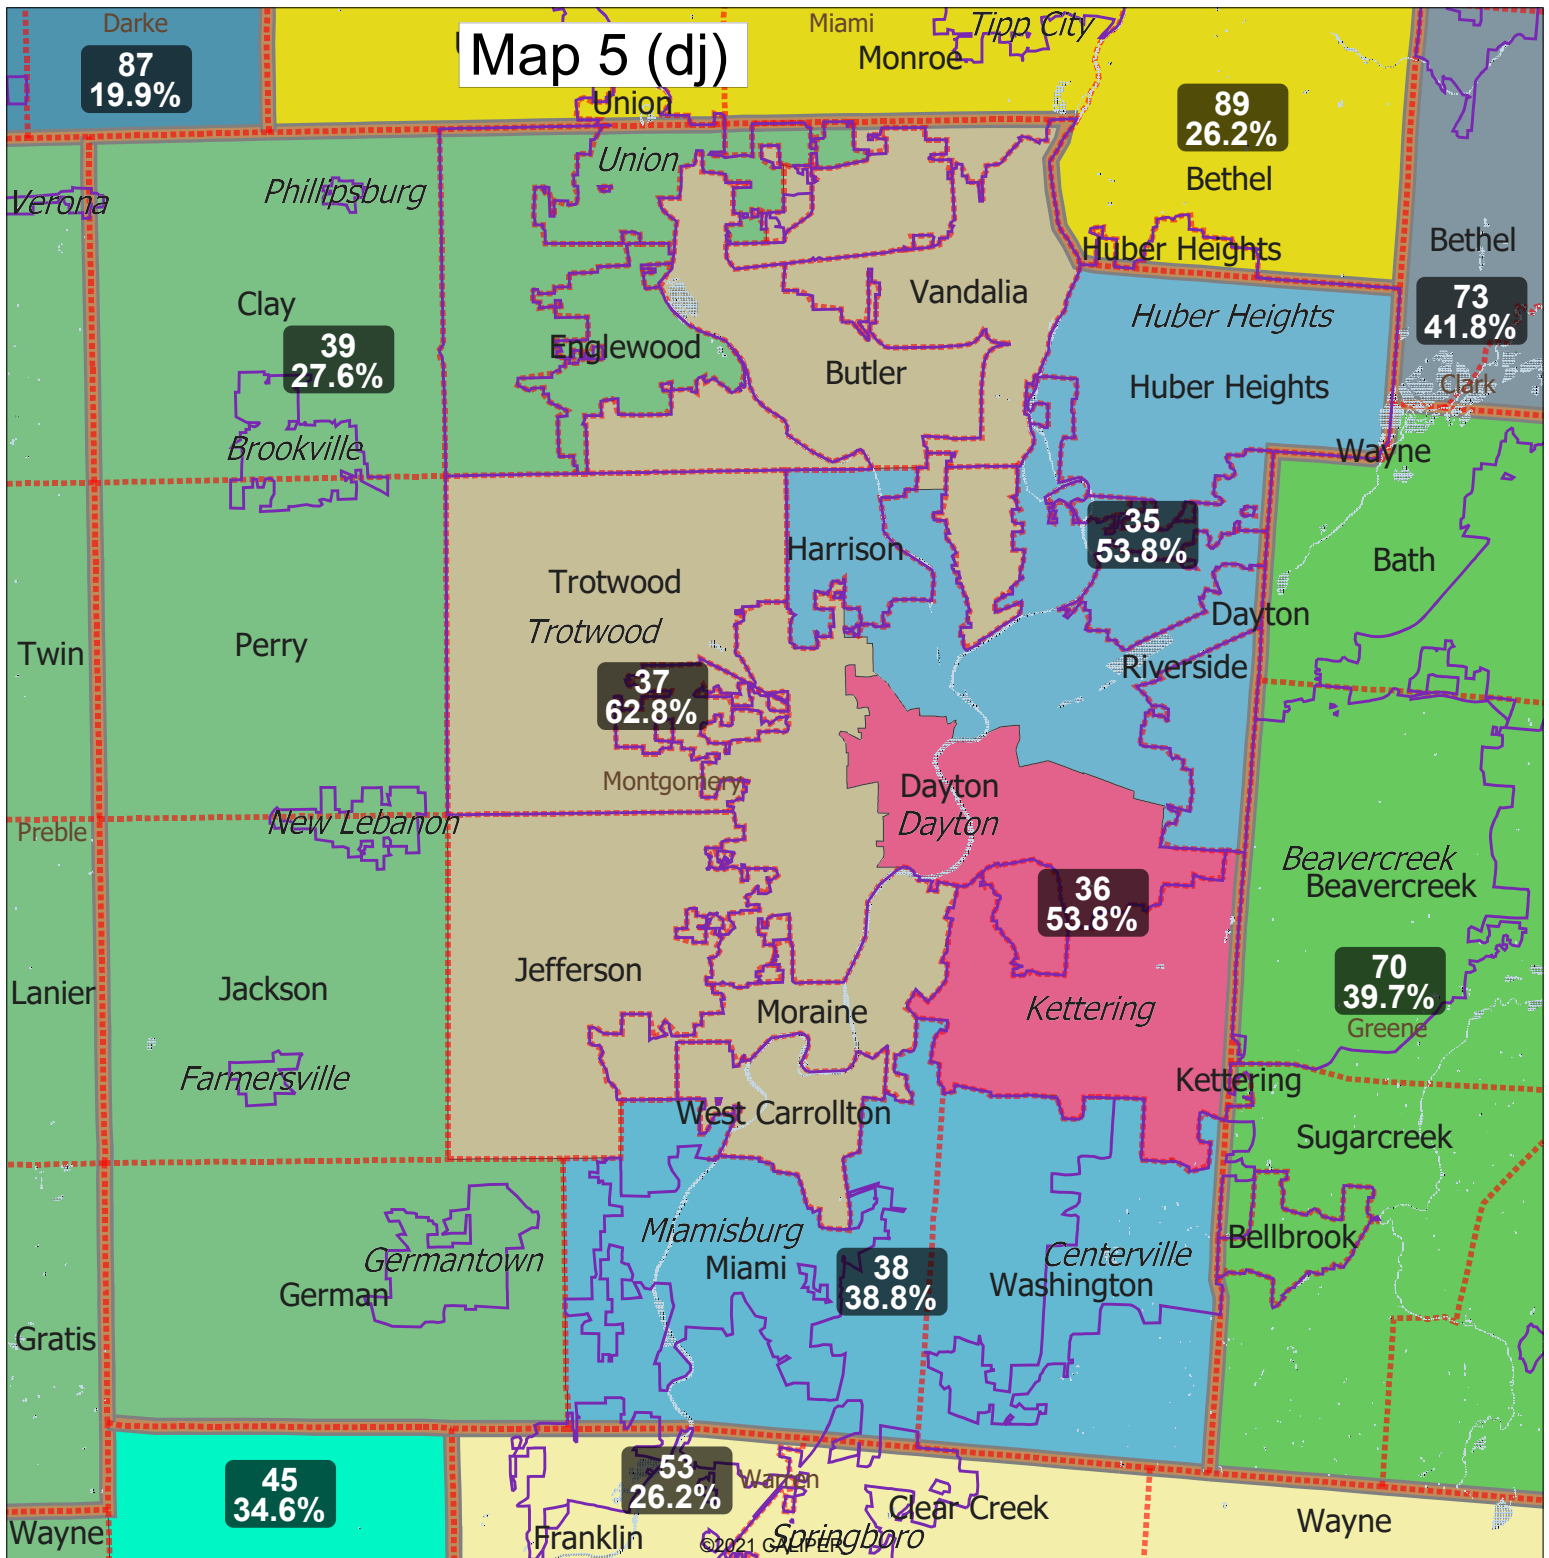 Darke
87
19.9%
Map 5 (dj)
Miami
Tipp City
Monroe
Union
89
26.2%
Bethel
Huber Heights
Union
Verona
Phillipsburg
Bethel
73
41.8%
Clark
Clay
39
27.6%
Englewood
Vandalia
Butler
Huber Heights
Huber Heights
Brookville
Wayne
Harrison
35
53.8%
Bath
Trotwood
Trotwood
Dayton
Riverside
Twin
Perry
37
62.8%
Montgomery
Dayton
Dayton
Preble
New Lebanon
Beavercreek
Beavercreek
36
53.8%
Lanier
Jackson
Jefferson
Moraine
Kettering
70
39.7%
Greene
Farmersville
Kettering
West Carrollton
Sugarcreek
Miamisburg
Miami
38
38.8%
Centerville
Washington
Bellbrook
Germantown
German
Gratis
45
34.6%
53
26.2%
Warren
Clear Creek
Wayne
Wayne
Franklin
Springboro
©2021 CALIPER